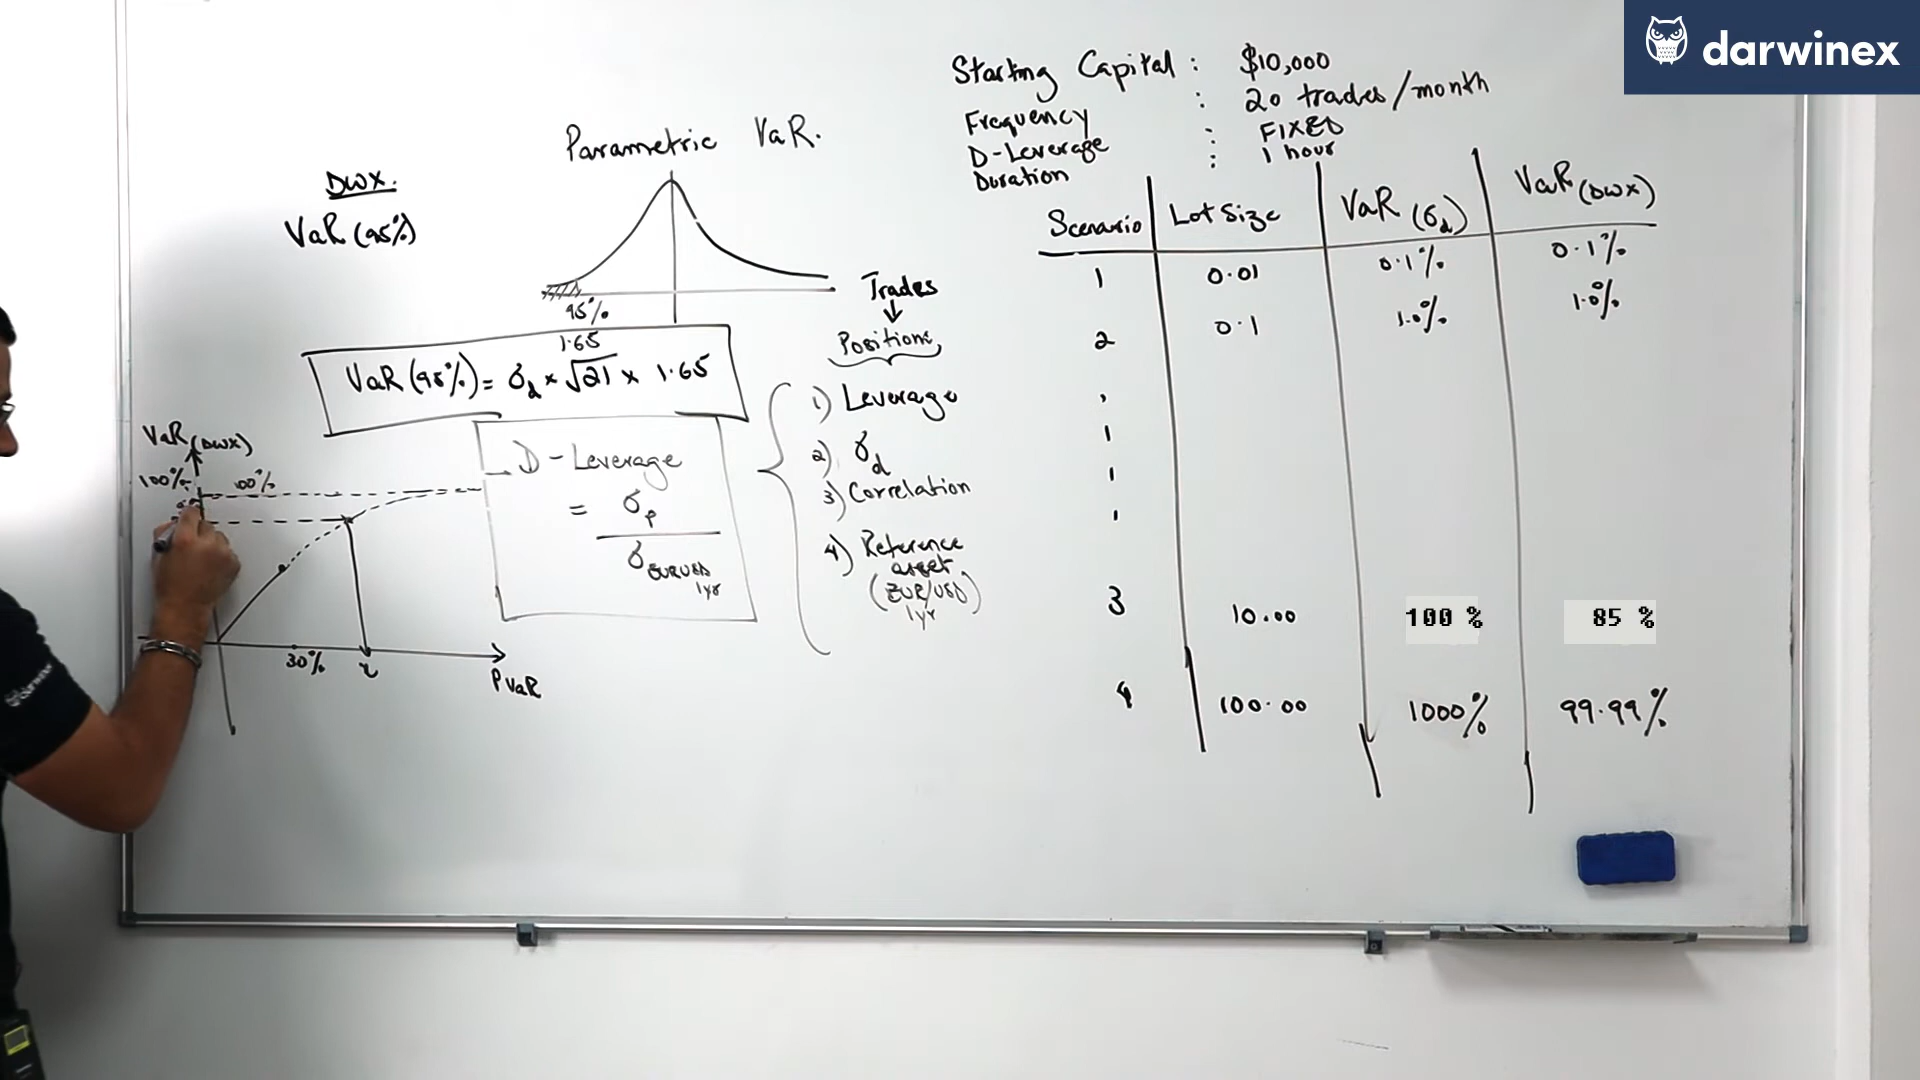 darwinex
Starting Capital : $10,000
Frequency : 20 trades/month
D-Leverage : FIXED
Duration : 1 hour
Parametric VaR.
DWX.
VaR (95%)
95%
1.65
VaR (95%) = σd × √21 × 1.65
D-Leverage
= σp
σEURUSD
1yr
Trades
Positions
1) Leverage
2) σd
3) Correlation
4) Reference
asset
(EUR/USD)
1yr
VaR (DWX)
100%
100%
30%
PVaR
Scenario Lot Size VaR (σd) VaR (DWX)
1 0.01 0.1% 0.1%
2 0.1 1.0% 1.0%
3 10.00 100 % 85 %
4 100.00 1000% 99.99%
darwinex